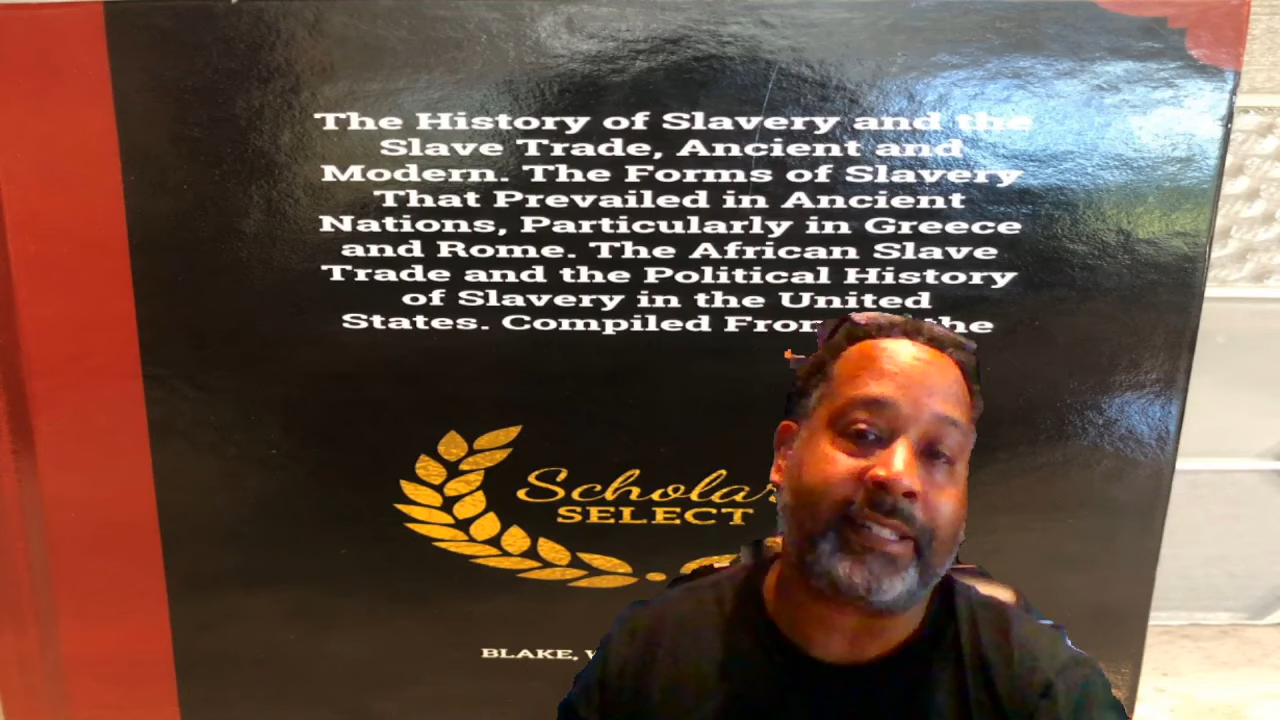 The History of Slavery and the
Slave Trade, Ancient and
Modern. The Forms of Slavery
That Prevailed in Ancient
Nations, Particularly in Greece
and Rome. The African Slave
Trade and the Political History
of Slavery in the United
States. Compiled From the
Scholar
SELECT
BLAKE,